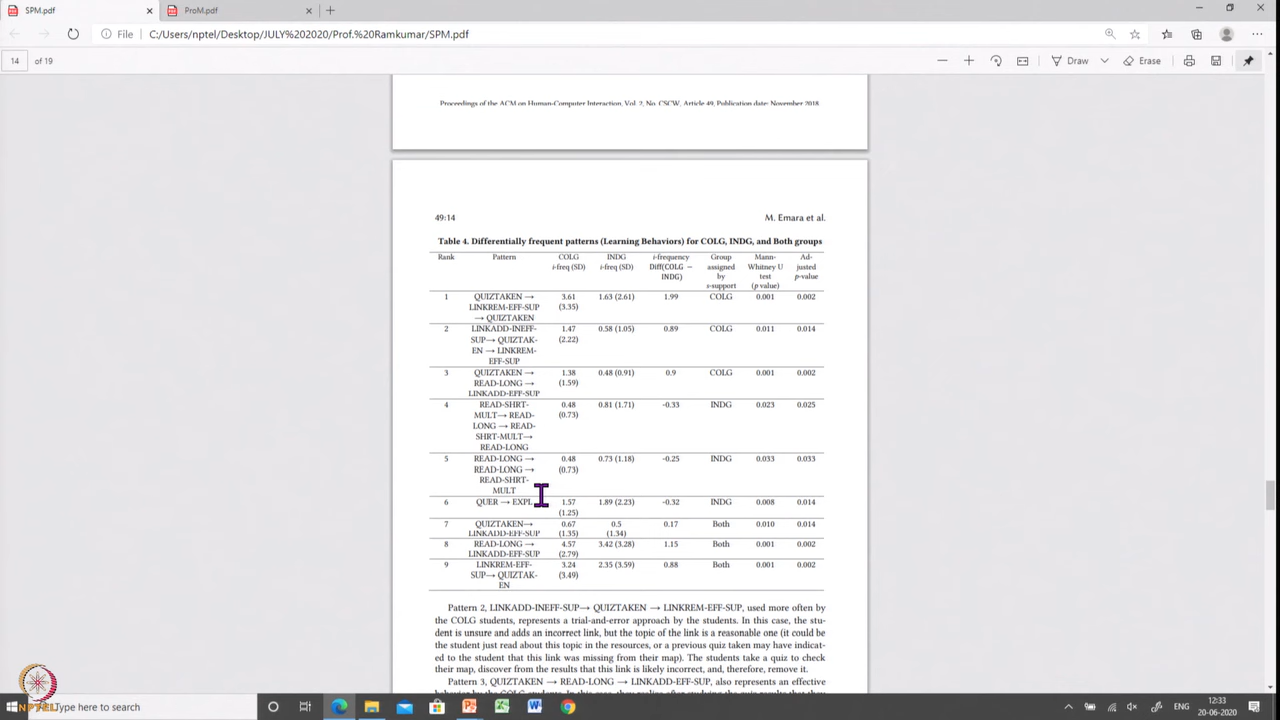 SPM.pdf
ProM.pdf
File C:/Users/nptel/Desktop/JULY%202020/Prof.%20Ramkumar/SPM.pdf
14 of 19
Draw Erase
Proceedings of the ACM on Human-Computer Interaction, Vol. 2, No. CSCW, Article 49, Publication date: November 2018.
49:14 M. Emara et al.
Table 4. Differentially frequent patterns (Learning Behaviors) for COLG, INDG, and Both groups
Rank Pattern COLG INDG i-frequency Group Mann- Ad-
i-freq (SD) i-freq (SD) Diff(COLG − assigned Whitney U justed
INDG) by test p-value
s-support (p value)
1 QUIZTAKEN → 3.61 1.63 (2.61) 1.99 COLG 0.001 0.002
LINKREM-EFF-SUP (3.35)
→ QUIZTAKEN
2 LINKADD-INEFF- 1.47 0.58 (1.05) 0.89 COLG 0.011 0.014
SUP→ QUIZTAK- (2.22)
EN → LINKREM-
EFF-SUP
3 QUIZTAKEN → 1.38 0.48 (0.91) 0.9 COLG 0.001 0.002
READ-LONG → (1.59)
LINKADD-EFF-SUP
4 READ-SHRT- 0.48 0.81 (1.71) -0.33 INDG 0.023 0.025
MULT→ READ- (0.73)
LONG → READ-
SHRT-MULT→
READ-LONG
5 READ-LONG → 0.48 0.73 (1.18) -0.25 INDG 0.033 0.033
READ-LONG → (0.73)
READ-SHRT-
MULT
6 QUER → EXPL 1.57 1.89 (2.23) -0.32 INDG 0.008 0.014
(1.25)
7 QUIZTAKEN→ 0.67 0.5 0.17 Both 0.010 0.014
LINKADD-EFF-SUP (1.35) (1.34)
8 READ-LONG → 4.57 3.42 (3.28) 1.15 Both 0.001 0.002
LINKADD-EFF-SUP (2.79)
9 LINKREM-EFF- 3.24 2.35 (3.59) 0.88 Both 0.001 0.002
SUP→ QUIZTAK- (3.49)
EN
Pattern 2, LINKADD-INEFF-SUP→ QUIZTAKEN → LINKREM-EFF-SUP, used more often by
the COLG students, represents a trial-and-error approach by the students. In this case, the stu-
dent is unsure and adds an incorrect link, but the topic of the link is a reasonable one (it could be
the student just read about this topic in the resources, or a previous quiz taken may have indicat-
ed to the student that this link was missing from their map). The students take a quiz to check
their map, discover from the results that this link is likely incorrect, and, therefore, remove it.
Pattern 3, QUIZTAKEN → READ-LONG → LINKADD-EFF-SUP, also represents an effective
NPTEL
Type here to search
ENG
12:33
20-06-2020